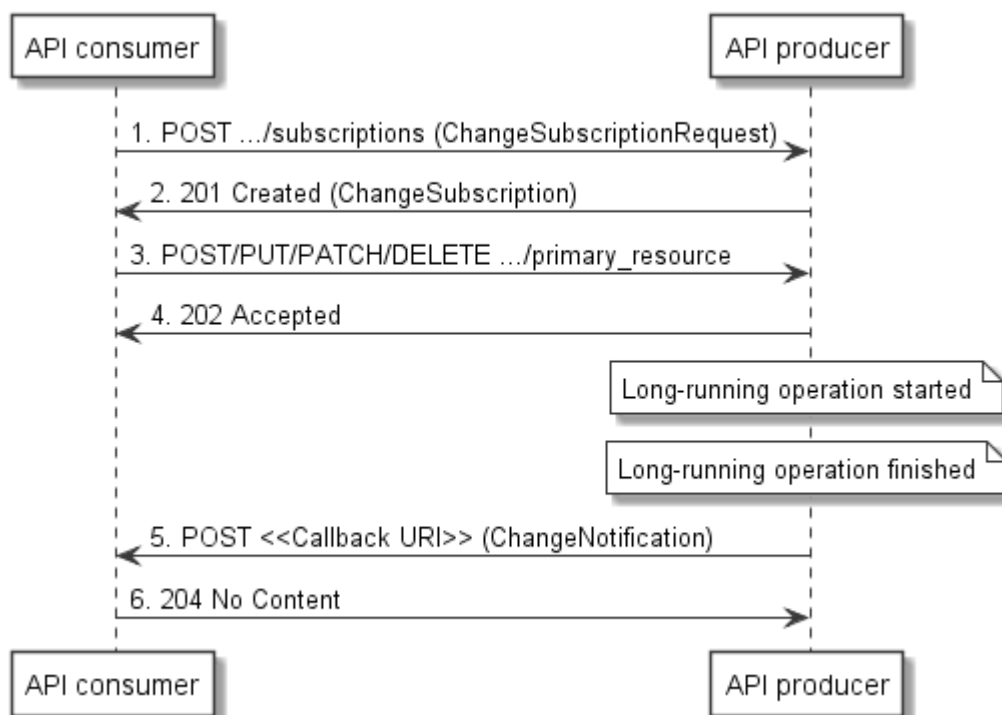 API consumer
API producer
1. POST .../subscriptions (ChangeSubscriptionRequest)
2. 201 Created (ChangeSubscription)
3. POST/PUT/PATCH/DELETE .../primary_resource
4. 202 Accepted
Long-running operation started
Long-running operation finished
5. POST <<Callback URI>> (ChangeNotification)
6. 204 No Content
API consumer
API producer